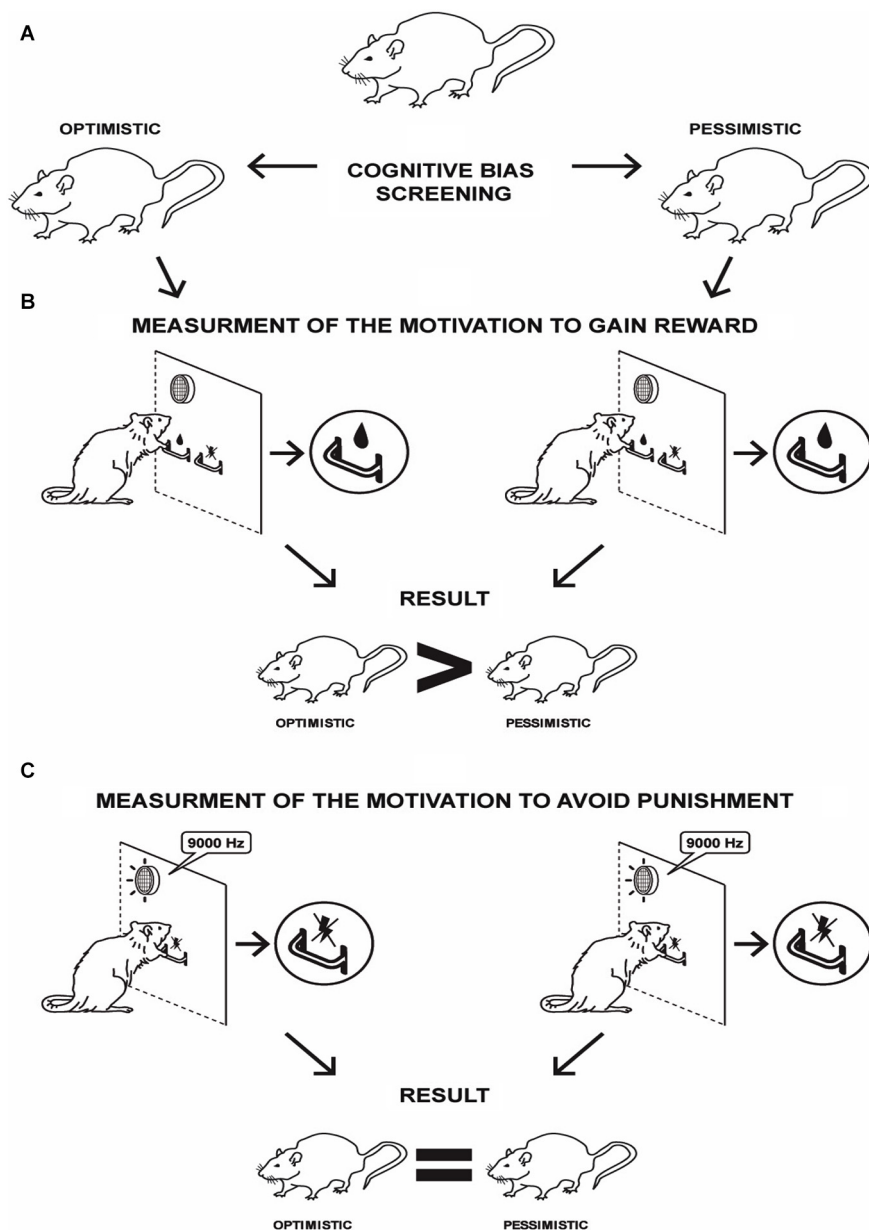 A
OPTIMISTIC
PESSIMISTIC
COGNITIVE BIAS
SCREENING
B
MEASURMENT OF THE MOTIVATION TO GAIN REWARD
RESULT
>
OPTIMISTIC
PESSIMISTIC
C
MEASURMENT OF THE MOTIVATION TO AVOID PUNISHMENT
9000 Hz
9000 Hz
RESULT
=
OPTIMISTIC
PESSIMISTIC